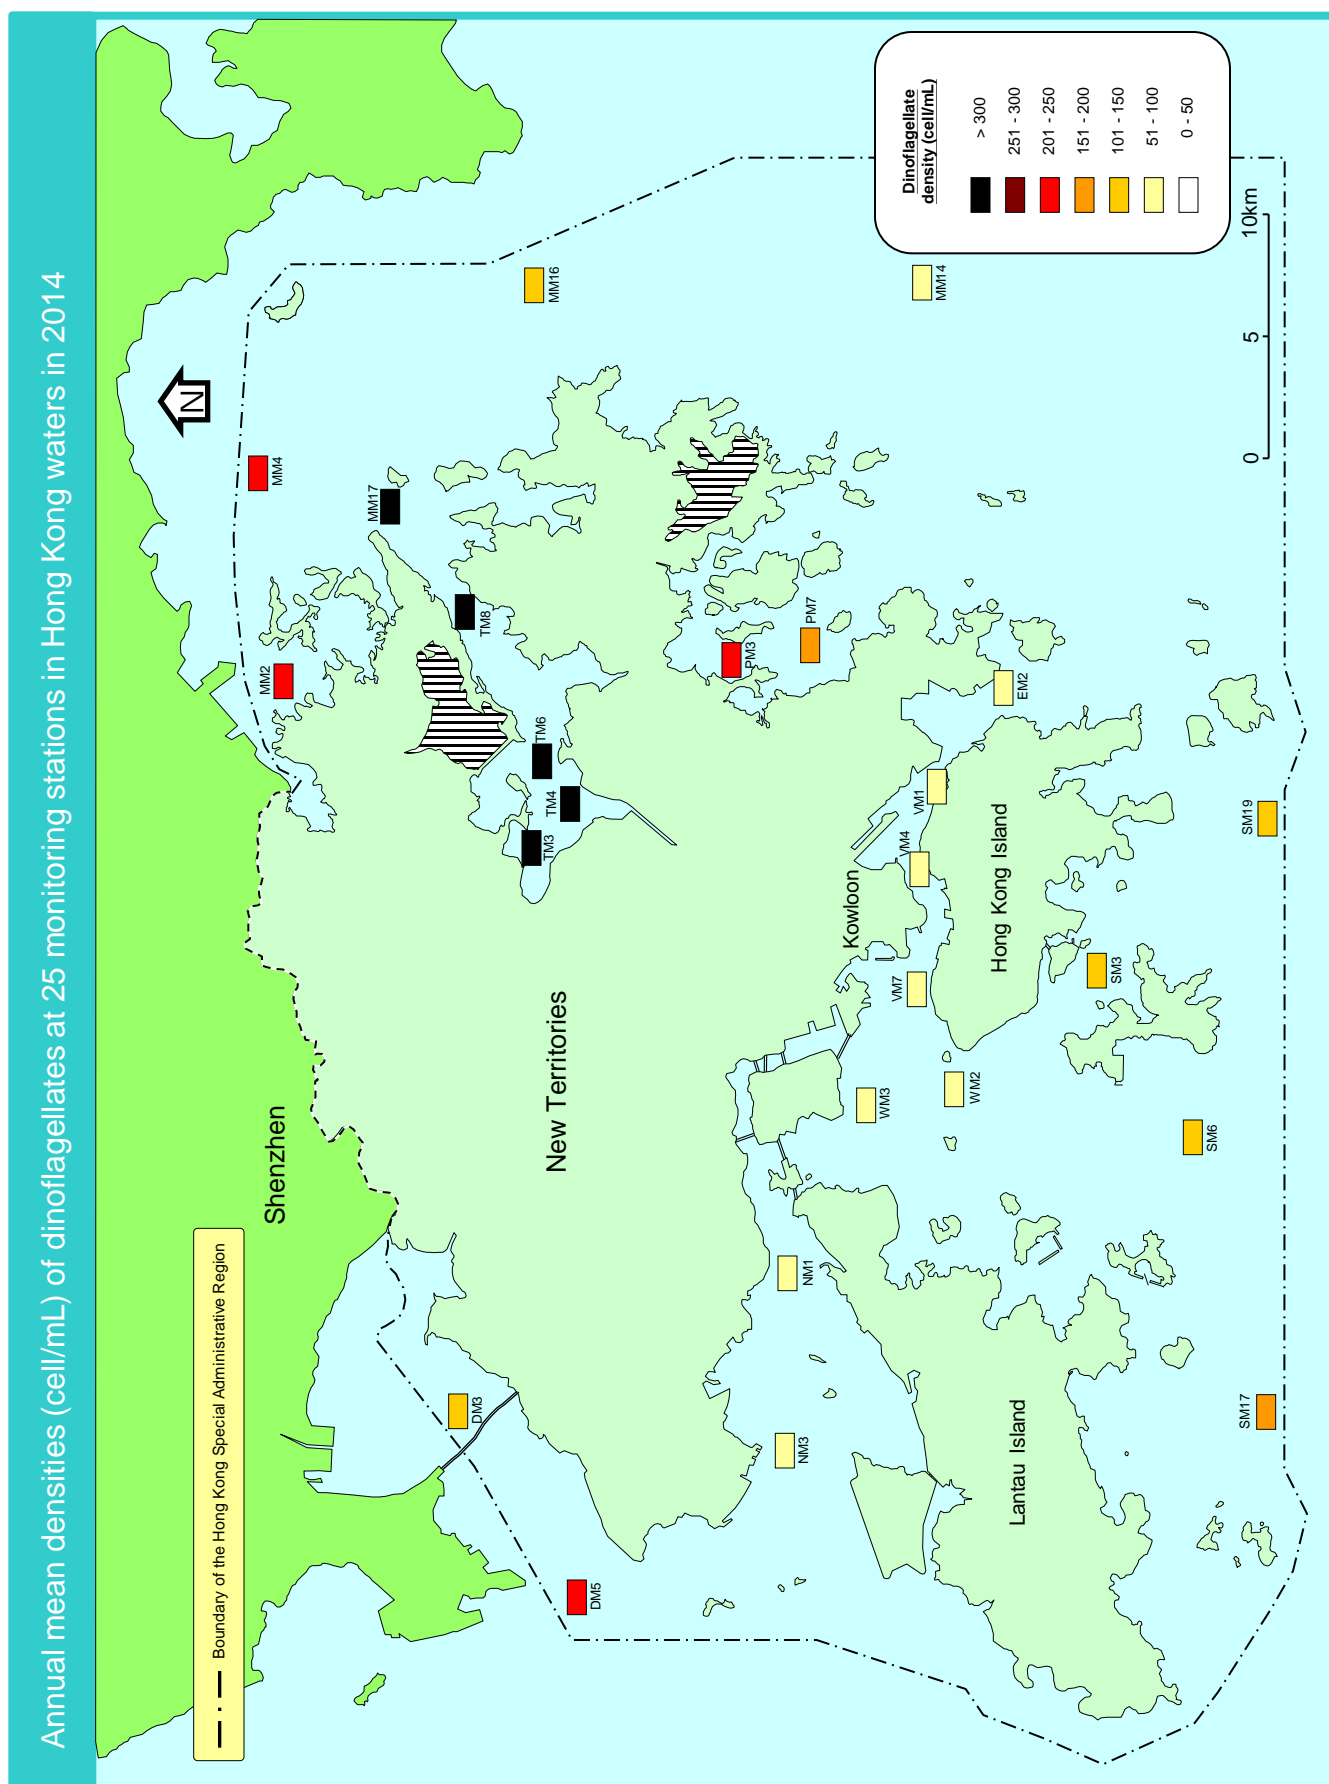 Annual mean densities (cell/mL) of dinoflagellates at 25 monitoring stations in Hong Kong waters in 2014
Boundary of the Hong Kong Special Administrative Region
Shenzhen
N
MM2
MM4
MM17
MM16
DM3
TM8
TM6
TM4
TM3
DM5
New Territories
PM3
PM7
NM3
NM1
WM3
Kowloon
VM7
VM4
VM1
MM14
WM2
EM2
Hong Kong Island
Lantau Island
SM3
SM6
SM17
SM19
Dinoflagellate
density (cell/mL)
> 300
251 - 300
201 - 250
151 - 200
101 - 150
51 - 100
0 - 50
0
5
10km